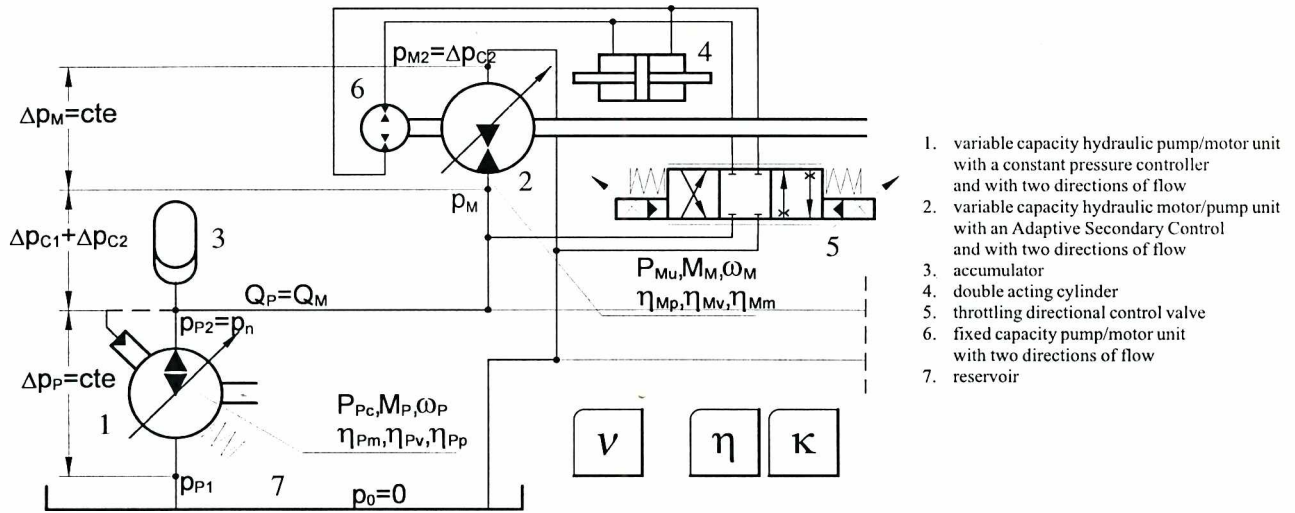 p_M2=Δp_C2
4
6
Δp_M=cte
2
p_M
5
Δp_C1+Δp_C2
3
Q_P=Q_M
P_Mu,M_M,ω_M
η_Mp,η_Mv,η_Mm
p_P2=p_n
Δp_P=cte
1
P_Pc,M_P,ω_P
η_Pm,η_Pv,η_Pp
ν
η
κ
p_P1
7
p_0=0
1. variable capacity hydraulic pump/motor unit
with a constant pressure controller
and with two directions of flow
2. variable capacity hydraulic motor/pump unit
with an Adaptive Secondary Control
and with two directions of flow
3. accumulator
4. double acting cylinder
5. throttling directional control valve
6. fixed capacity pump/motor unit
with two directions of flow
7. reservoir